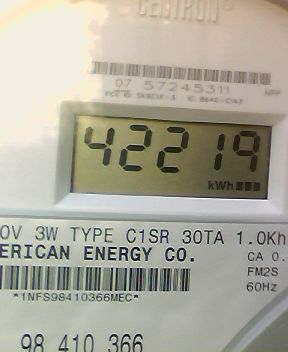 CENTRON®
07 57245311
42219
kWh
0V 3W TYPE C1SR 30TA 1.0Kh
ERICAN ENERGY CO.
CA 0.
FM2S
60Hz
*1NFS98410366MEC*
98 410 366